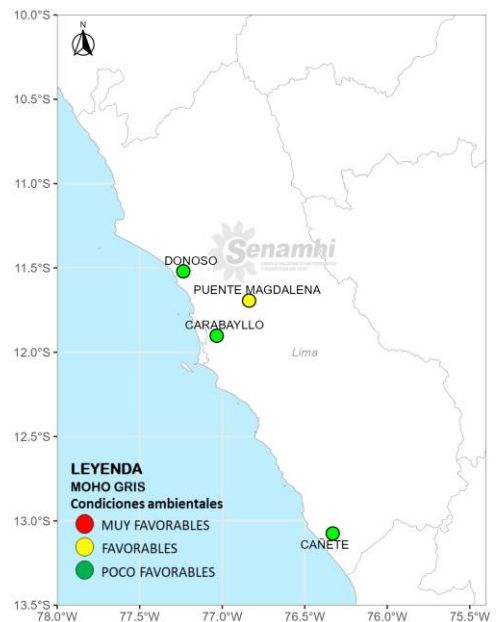 10.0°S
N
10.5°S
11.0°S
11.5°S
Senamhi
DONOSO
PUENTE MAGDALENA
CARABAYLLO
Lima
12.0°S
12.5°S
LEYENDA
MOHO GRIS
Condiciones ambientales
MUY FAVORABLES
FAVORABLES
POCO FAVORABLES
13.0°S
CAÑETE
13.5°S
78.0°W 77.5°W 77.0°W 76.5°W 76.0°W 75.5°W